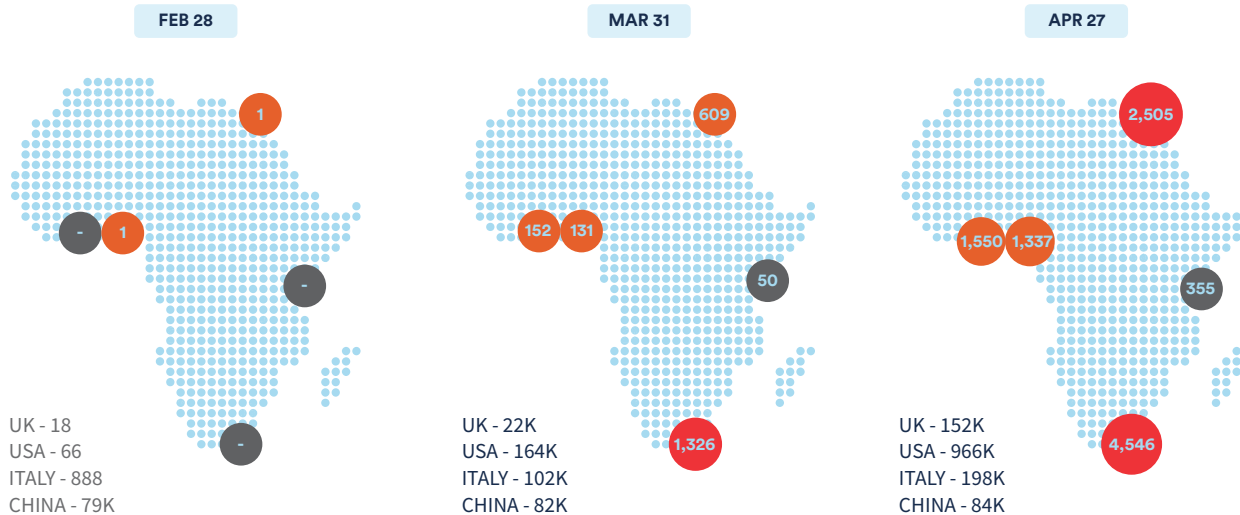 FEB 28
1
-
1
-
-
UK - 18
USA - 66
ITALY - 888
CHINA - 79K
MAR 31
609
152
131
50
1,326
UK - 22K
USA - 164K
ITALY - 102K
CHINA - 82K
APR 27
2,505
1,550
1,337
355
4,546
UK - 152K
USA - 966K
ITALY - 198K
CHINA - 84K